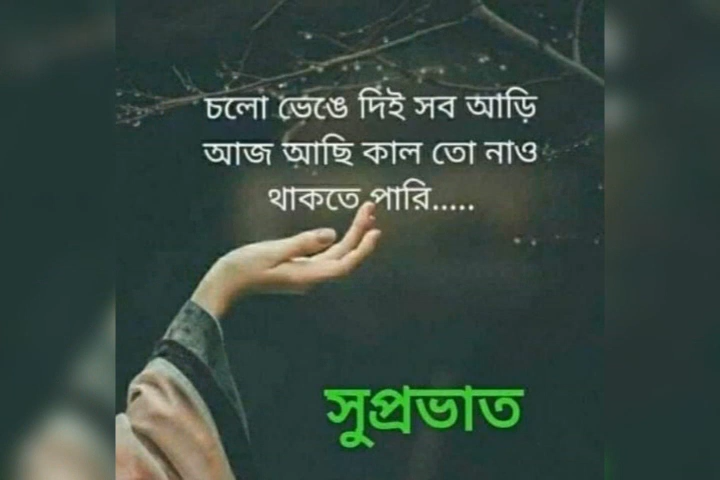 চলো ভেঙে দিই সব আড়ি
আজ আছি কাল তো নাও
থাকতে পারি.....
সুপ্রভাত